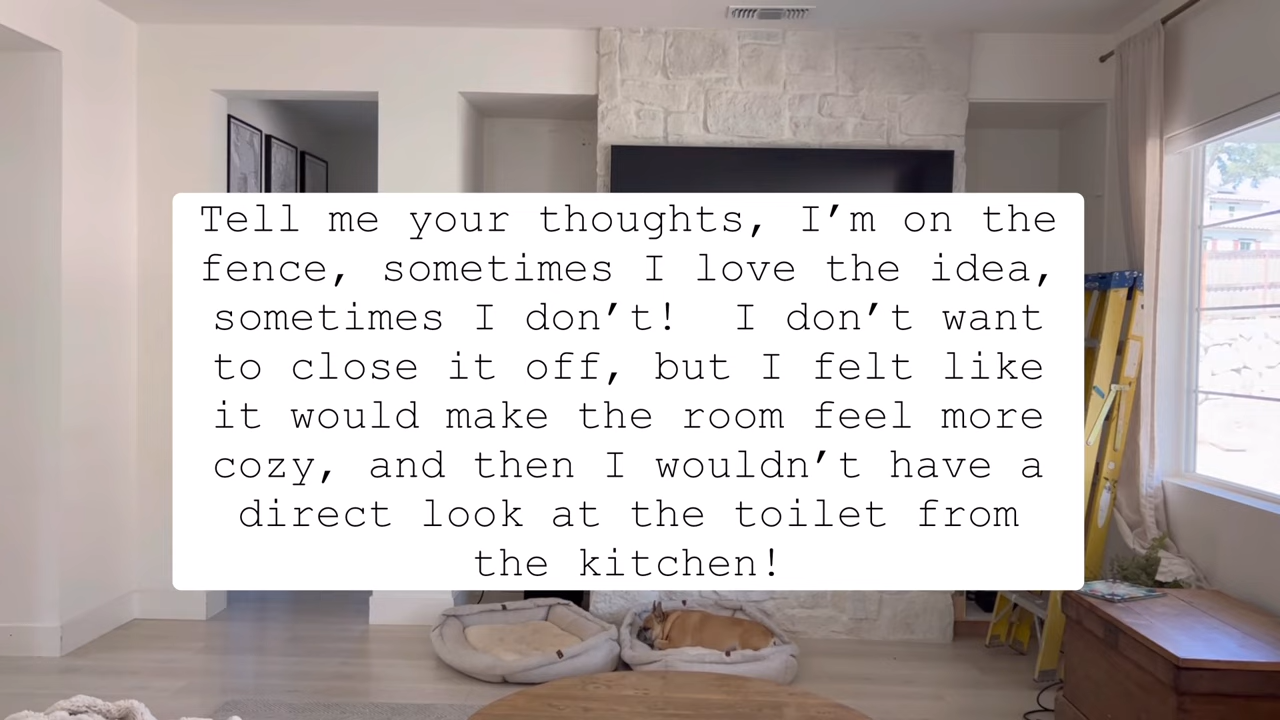 Tell me your thoughts, I’m on the
fence, sometimes I love the idea,
sometimes I don’t!  I don’t want
to close it off, but I felt like
it would make the room feel more
cozy, and then I wouldn’t have a
direct look at the toilet from
the kitchen!